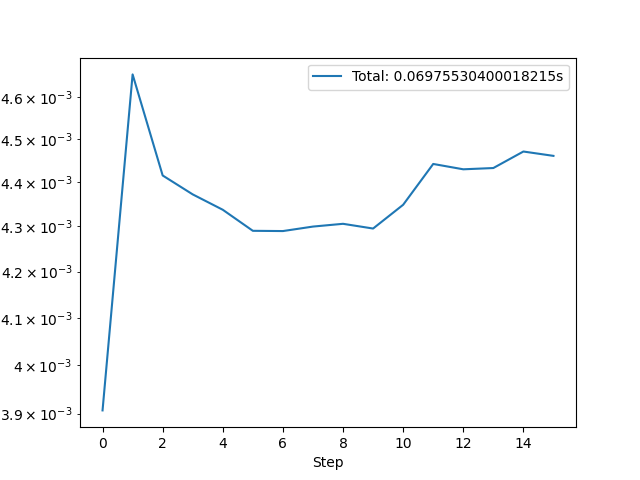 Total: 0.06975530400018215s
4.6 × 10⁻³
4.5 × 10⁻³
4.4 × 10⁻³
4.3 × 10⁻³
4.2 × 10⁻³
4.1 × 10⁻³
4 × 10⁻³
3.9 × 10⁻³
0 2 4 6 8 10 12 14
Step